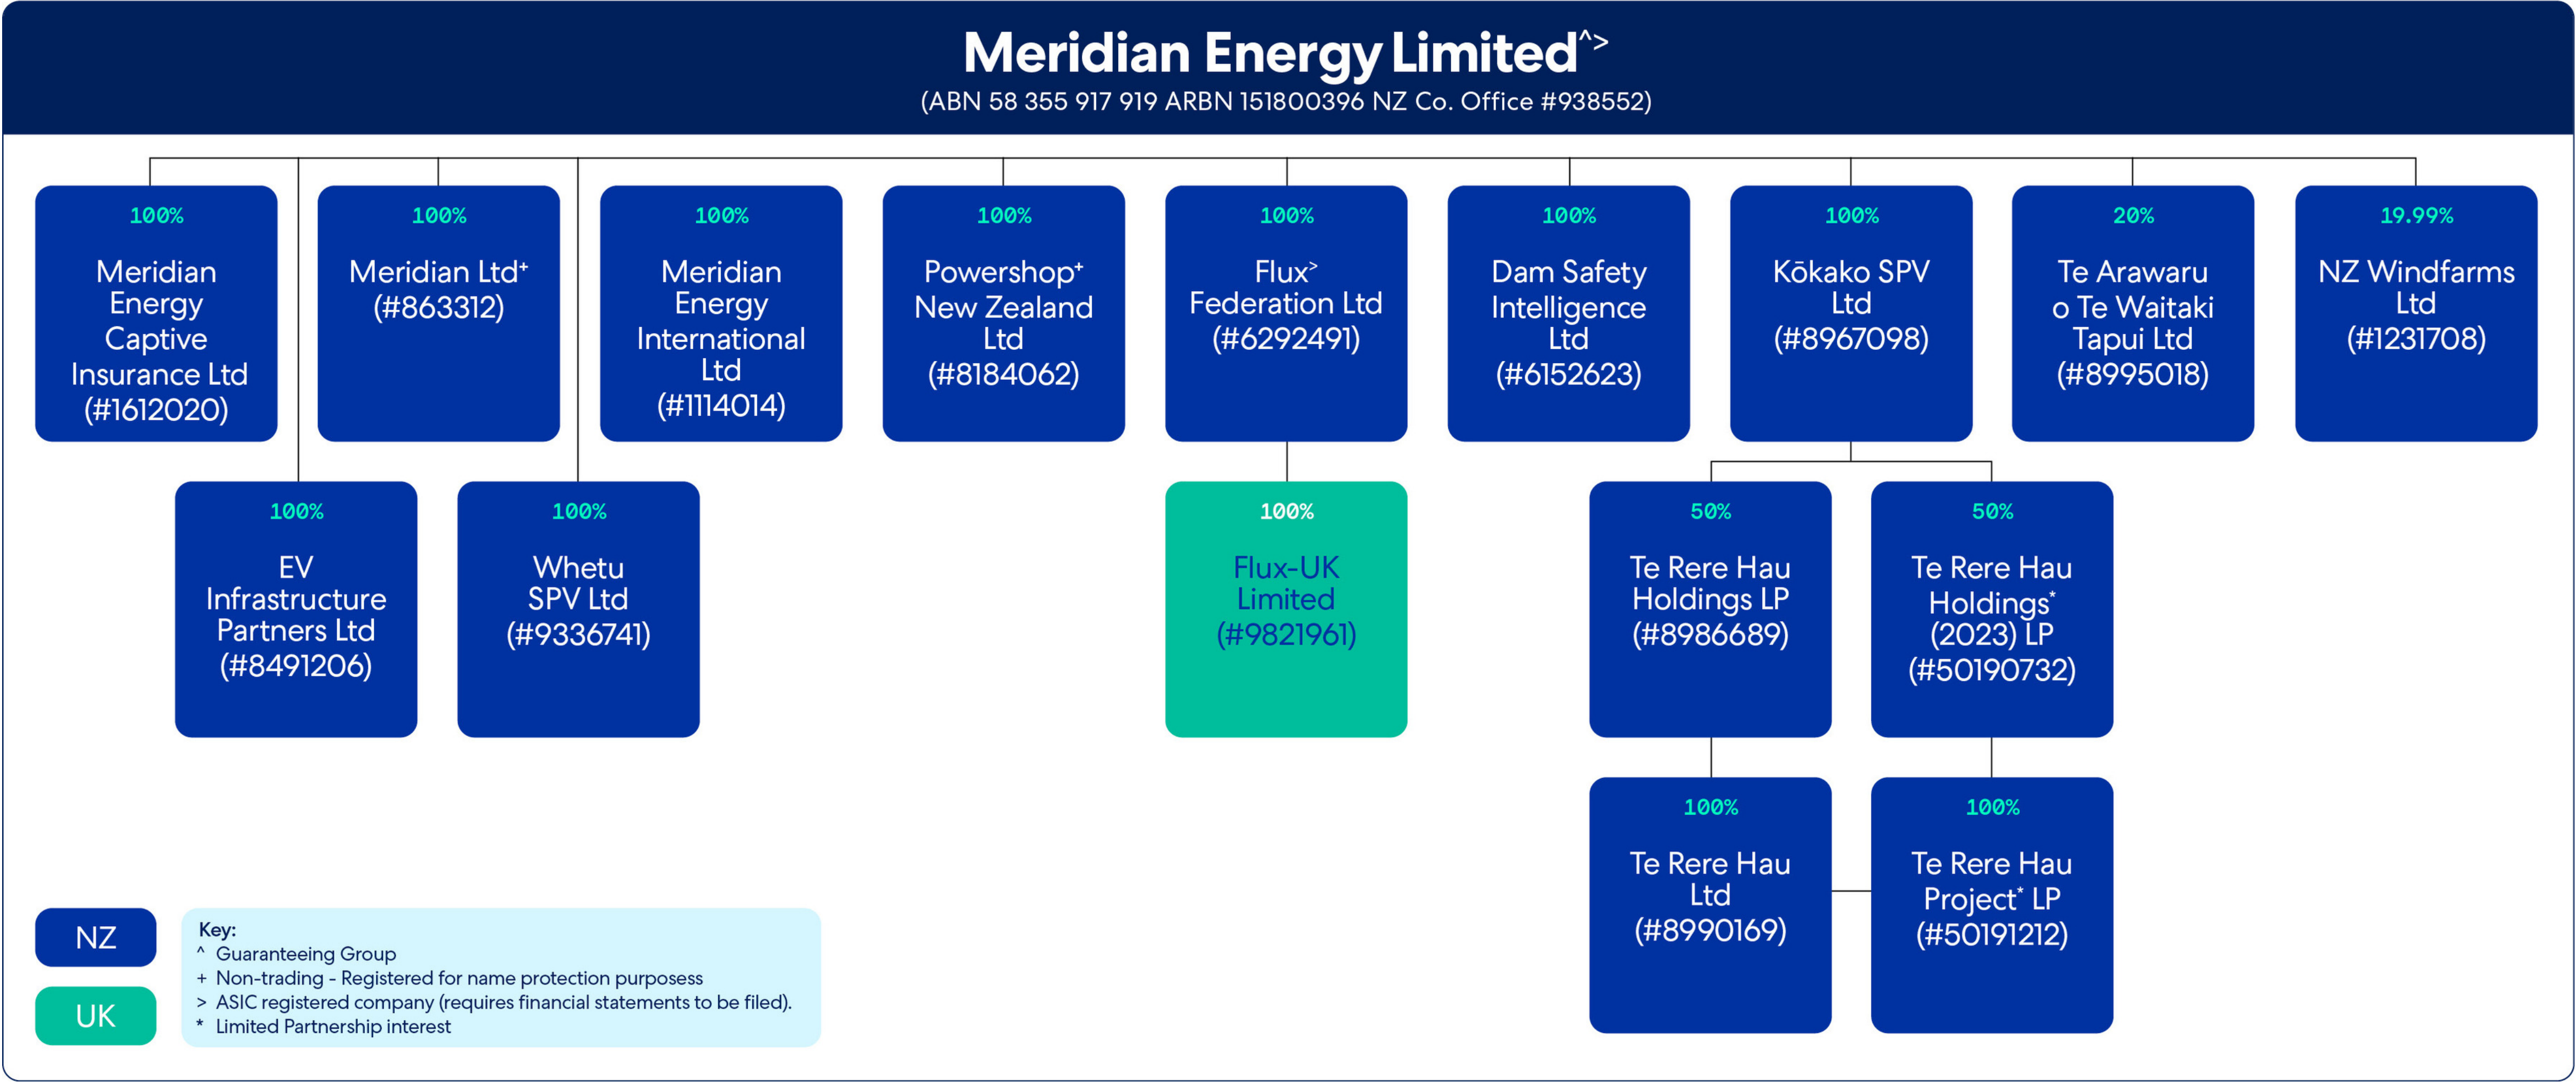 Meridian Energy Limited^>
(ABN 58 355 917 919 ARBN 151800396 NZ Co. Office #938552)
100%
Meridian
Energy
Captive
Insurance Ltd
(#1612020)
100%
Meridian Ltd+
(#863312)
100%
Meridian
Energy
International
Ltd
(#1114014)
100%
Powershop+
New Zealand
Ltd
(#8184062)
100%
Flux>
Federation Ltd
(#6292491)
100%
Dam Safety
Intelligence
Ltd
(#6152623)
100%
Kōkako SPV
Ltd
(#8967098)
20%
Te Arawaru
o Te Waitaki
Tapui Ltd
(#8995018)
19.99%
NZ Windfarms
Ltd
(#1231708)
100%
EV
Infrastructure
Partners Ltd
(#8491206)
100%
Whetu
SPV Ltd
(#9336741)
100%
Flux-UK
Limited
(#9821961)
50%
Te Rere Hau
Holdings LP
(#8986689)
50%
Te Rere Hau
Holdings*
(2023) LP
(#50190732)
100%
Te Rere Hau
Ltd
(#8990169)
100%
Te Rere Hau
Project* LP
(#50191212)
NZ
UK
Key:
^ Guaranteeing Group
+ Non-trading - Registered for name protection purposess
> ASIC registered company (requires financial statements to be filed).
* Limited Partnership interest